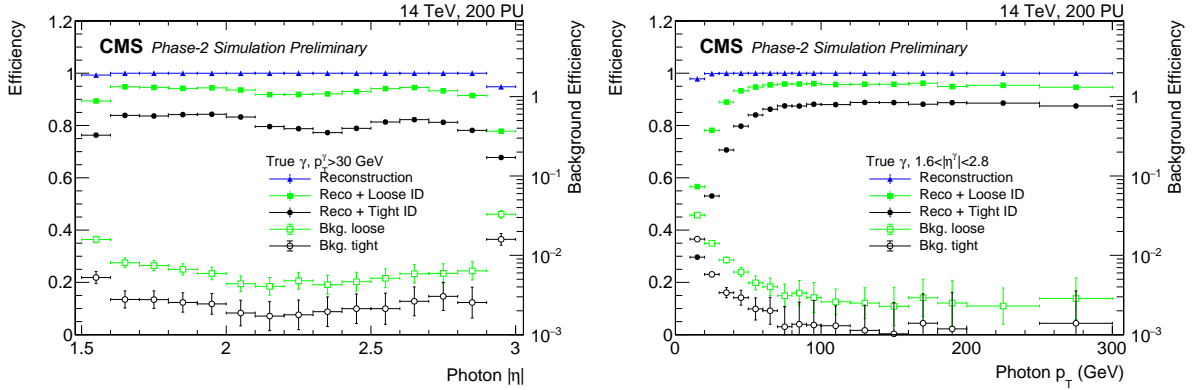 14 TeV, 200 PU
CMS Phase-2 Simulation Preliminary
Efficiency
1.2
1
0.8
0.6
0.4
0.2
0
True γ, p_T^γ>30 GeV
Reconstruction
Reco + Loose ID
Reco + Tight ID
Bkg. loose
Bkg. tight
Background Efficiency
1
10⁻¹
10⁻²
10⁻³
1.5 2 2.5 3
Photon |η|
14 TeV, 200 PU
CMS Phase-2 Simulation Preliminary
Efficiency
1.2
1
0.8
0.6
0.4
0.2
0
True γ, 1.6<|η^γ|<2.8
Reconstruction
Reco + Loose ID
Reco + Tight ID
Bkg. loose
Bkg. tight
Background Efficiency
1
10⁻¹
10⁻²
10⁻³
0 100 200 300
Photon p_T (GeV)